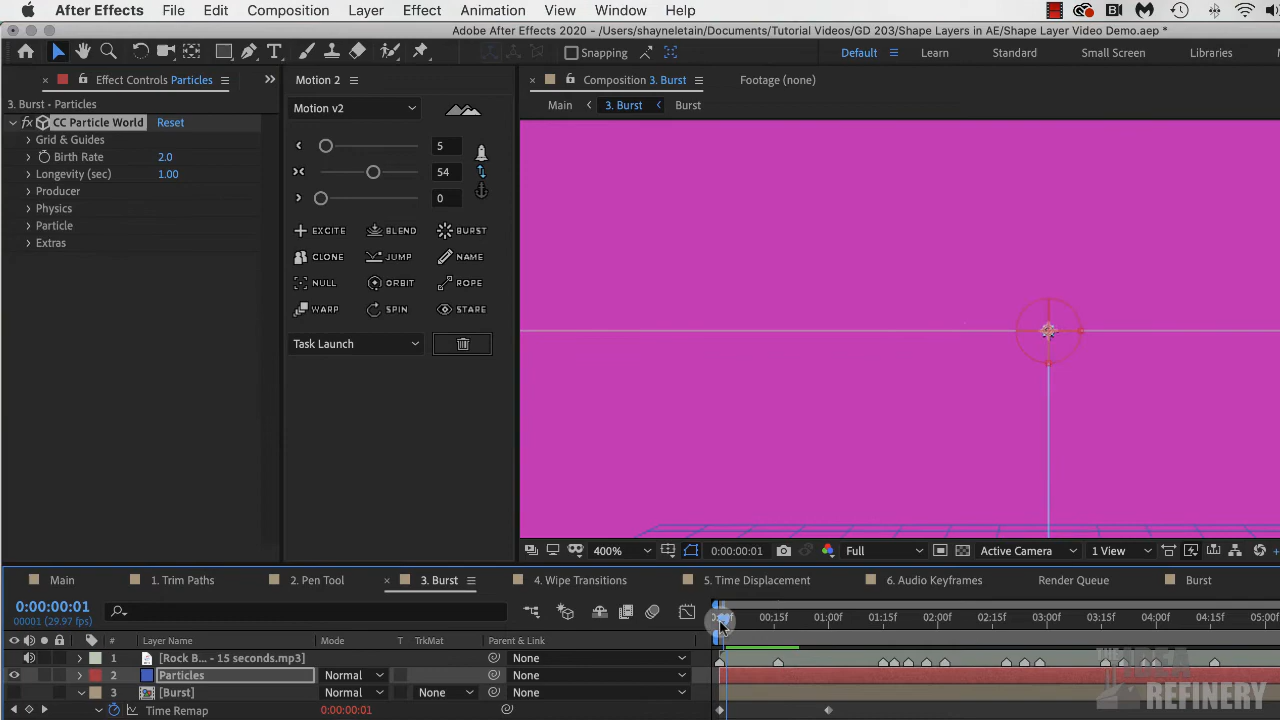 After Effects File Edit Composition Layer Effect Animation View Window Help
Adobe After Effects 2020 - /Users/shayneletain/Documents/Tutorial Videos/GD 203/Shape Layers in AE/Shape Layer Video Demo.aep *
Snapping Default Learn Standard Small Screen Libraries
Effect Controls Particles Motion 2 Composition 3. Burst Footage (none)
3. Burst - Particles Motion v2 Main 3. Burst Burst
fx CC Particle World Reset
Grid & Guides
Birth Rate 2.0 5
Longevity (sec) 1.00 54
Producer
Physics 0
Particle EXCITE BLEND BURST
Extras
CLONE JUMP NAME
NULL ORBIT ROPE
WARP SPIN STARE
Task Launch
400% 0:00:00:01 Full Active Camera 1 View
Main 1. Trim Paths 2. Pen Tool 3. Burst 4. Wipe Transitions 5. Time Displacement 6. Audio Keyframes Render Queue Burst
0:00:00:01
00001 (29.97 fps) 00:15f 01:00f 01:15f 02:00f 02:15f 03:00f 03:15f 04:00f 04:15f 05:00f
# Layer Name Mode T TrkMat Parent & Link
1 [Rock B... - 15 seconds.mp3] None
2 Particles Normal None
3 [Burst] Normal None None
Time Remap 0:00:00:01
THE IDEA
REFINERY